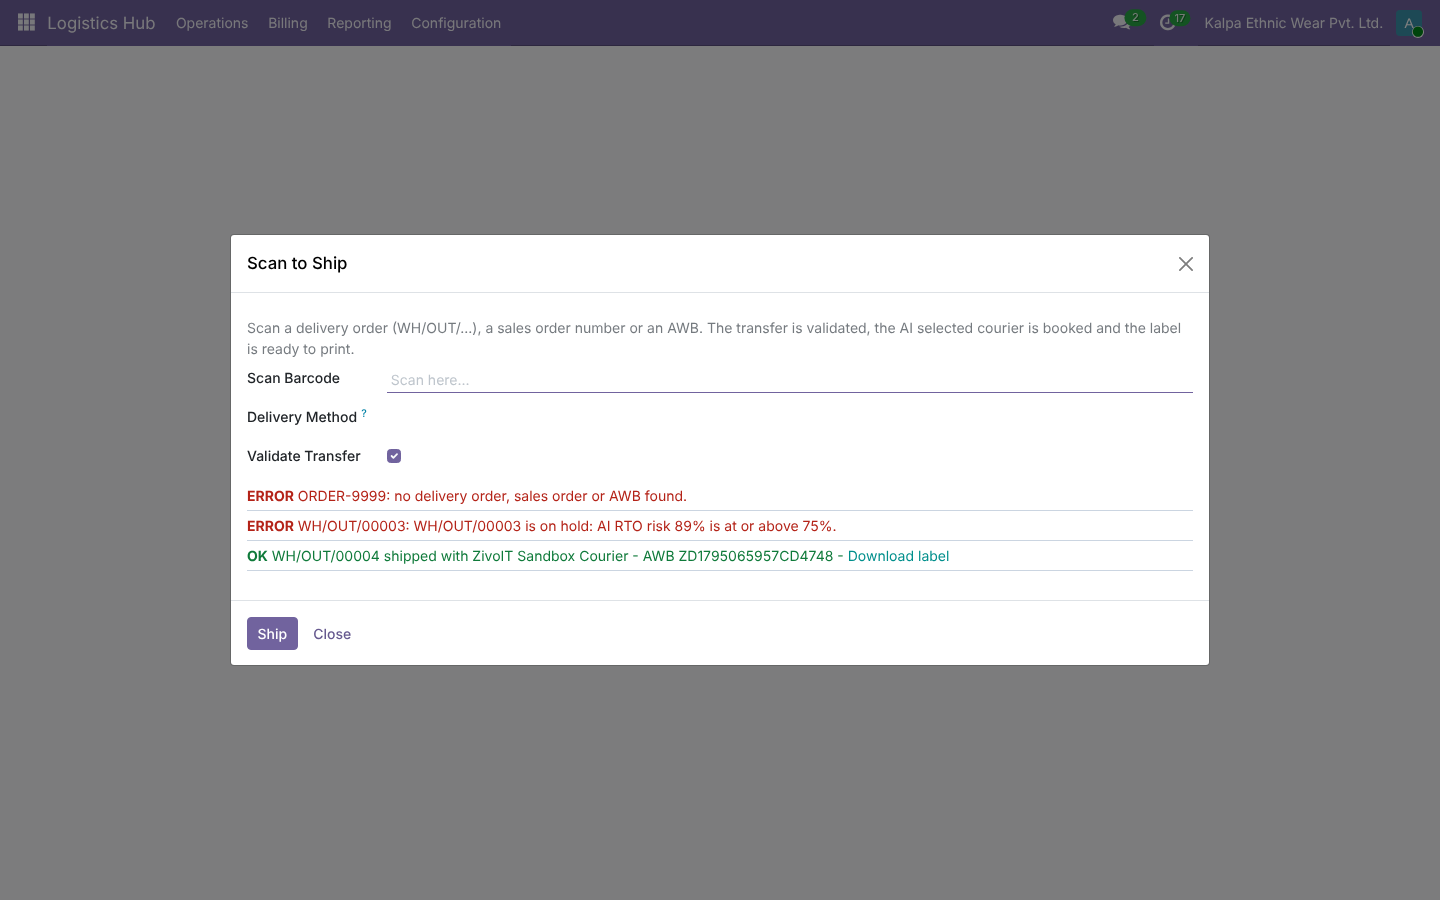 Logistics Hub Operations Billing Reporting Configuration 2 17 Kalpa Ethnic Wear Pvt. Ltd. A
Scan to Ship
Scan a delivery order (WH/OUT/...), a sales order number or an AWB. The transfer is validated, the AI selected courier is booked and the label
is ready to print.
Scan Barcode Scan here...
Delivery Method ?
Validate Transfer
ERROR ORDER-9999: no delivery order, sales order or AWB found.
ERROR WH/OUT/00003: WH/OUT/00003 is on hold: AI RTO risk 89% is at or above 75%.
OK WH/OUT/00004 shipped with ZivoIT Sandbox Courier - AWB ZD1795065957CD4748 - Download label
Ship Close